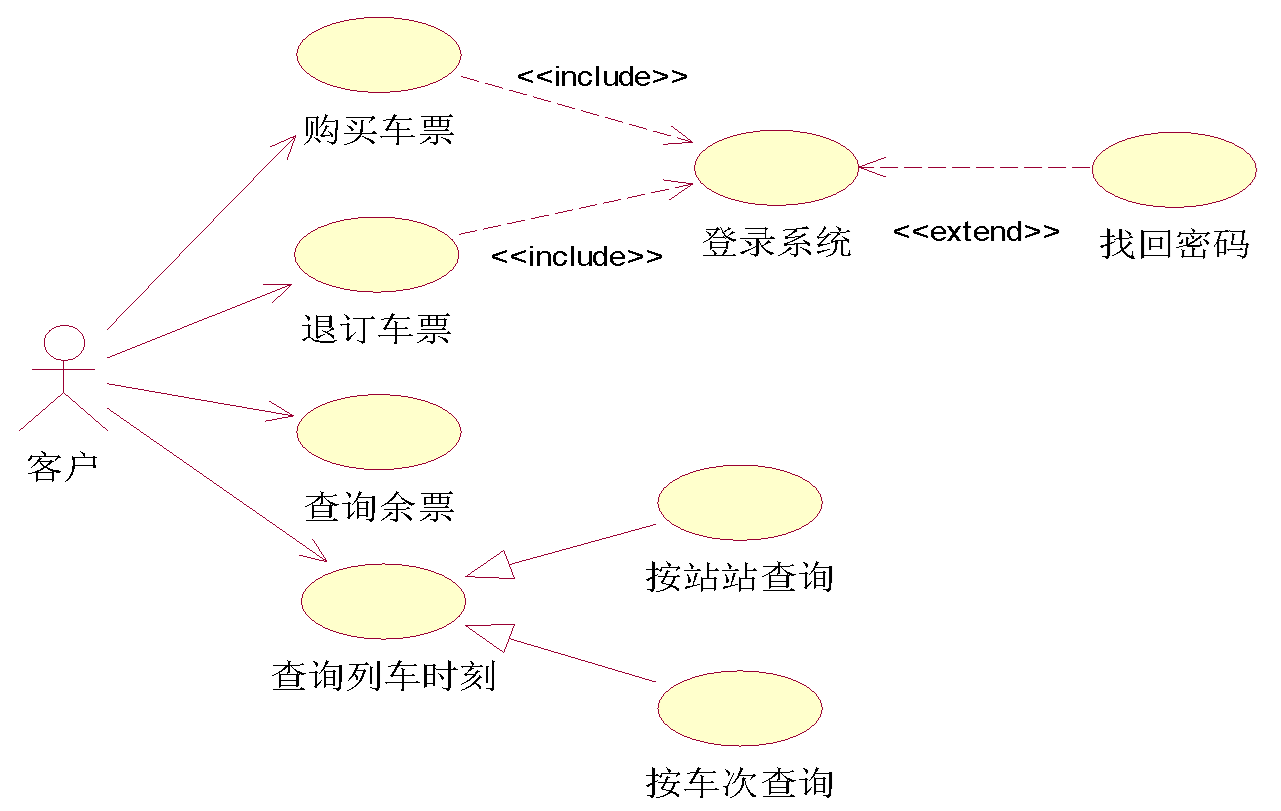 <<include>>
购买车票
登录系统
<<extend>>
找回密码
<<include>>
退订车票
客户
查询余票
按站站查询
查询列车时刻
按车次查询